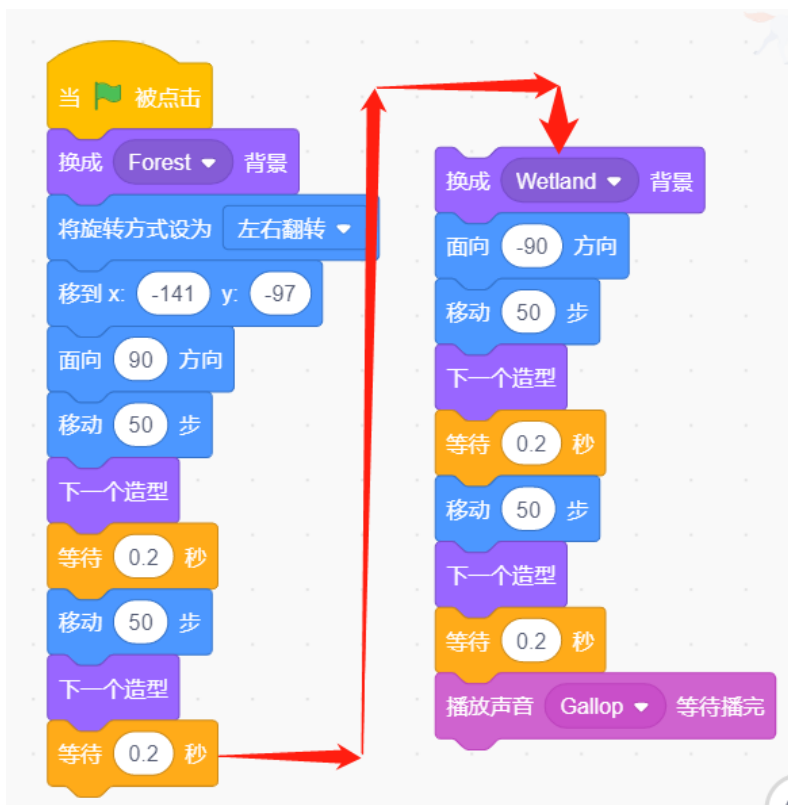 当 被点击
换成 Forest 背景
将旋转方式设为 左右翻转
移到 x: -141 y: -97
面向 90 方向
移动 50 步
下一个造型
等待 0.2 秒
移动 50 步
下一个造型
等待 0.2 秒
换成 Wetland 背景
面向 -90 方向
移动 50 步
下一个造型
等待 0.2 秒
移动 50 步
下一个造型
等待 0.2 秒
播放声音 Gallop 等待播完